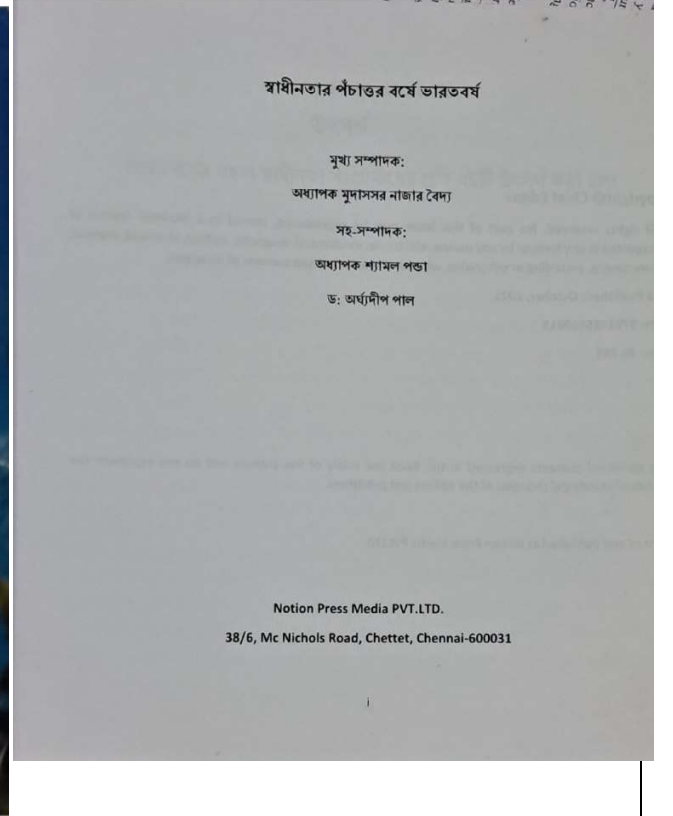 স্বাধীনতার পঁচাত্তর বর্ষে ভারতবর্ষ
মুখ্য সম্পাদক:
অধ্যাপক মুদাসসর নাজার বৈদ্য
সহ-সম্পাদক:
অধ্যাপক শ্যামল পন্ডা
ড: অর্ঘ্যদীপ পাল
Notion Press Media PVT.LTD.
38/6, Mc Nichols Road, Chettet, Chennai-600031
i